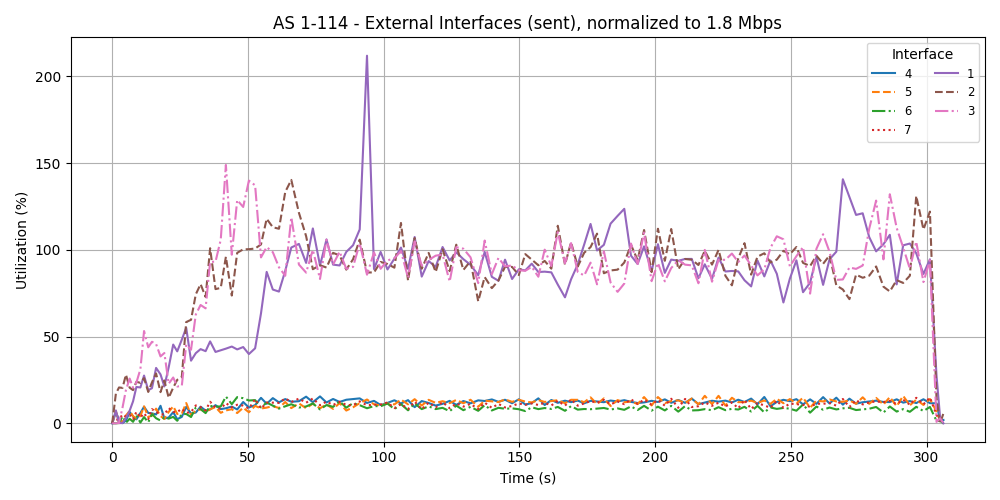 AS 1-114 - External Interfaces (sent), normalized to 1.8 Mbps
Utilization (%)
200
150
100
50
0
0 50 100 150 200 250 300
Time (s)
Interface
4 1
5 2
6 3
7